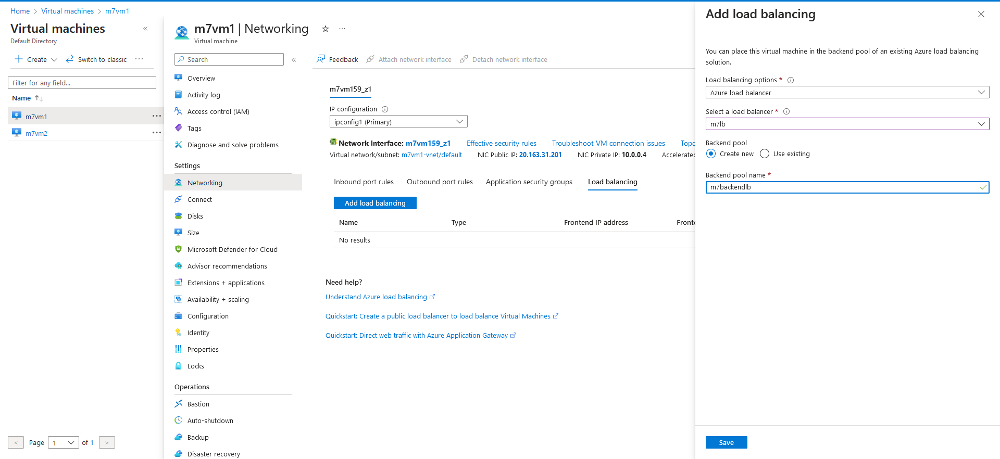 Home > Virtual machines > m7vm1
Virtual machines «
Default Directory
+ Create Switch to classic ...
Filter for any field...
Name ↑↓
m7vm1 ...
m7vm2 ...
< Page 1 of 1 >
m7vm1 | Networking ☆ ...
Virtual machine
Search «
Overview
Activity log
Access control (IAM)
Tags
Diagnose and solve problems
Settings
Networking
Connect
Disks
Size
Microsoft Defender for Cloud
Advisor recommendations
Extensions + applications
Availability + scaling
Configuration
Identity
Properties
Locks
Operations
Bastion
Auto-shutdown
Backup
Disaster recovery
Feedback Attach network interface Detach network interface
m7vm159_z1
IP configuration
ipconfig1 (Primary)
Network Interface: m7vm159_z1 Effective security rules Troubleshoot VM connection issues Topo
Virtual network/subnet: m7vm1-vnet/default NIC Public IP: 20.163.31.201 NIC Private IP: 10.0.0.4 Accelerated
Inbound port rules Outbound port rules Application security groups Load balancing
Add load balancing
Name Type Frontend IP address Fronte
No results
Need help?
Understand Azure load balancing
Quickstart: Create a public load balancer to load balance Virtual Machines
Quickstart: Direct web traffic with Azure Application Gateway
Add load balancing
You can place this virtual machine in the backend pool of an existing Azure load balancing
solution.
Load balancing options *
Azure load balancer
Select a load balancer *
m7lb
Backend pool
Create new Use existing
Backend pool name *
m7backendlb
Save